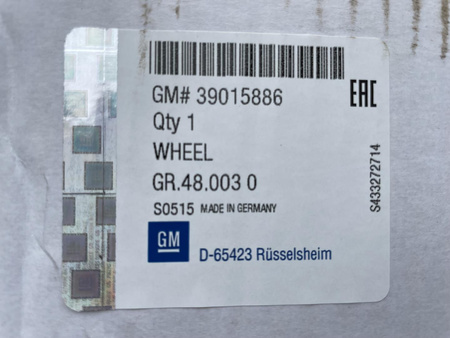 GM# 39015886
EAC
Qty 1
WHEEL
GR.48.003 0
S0515 MADE IN GERMANY
S433272714
GM
D-65423 Rüsselsheim